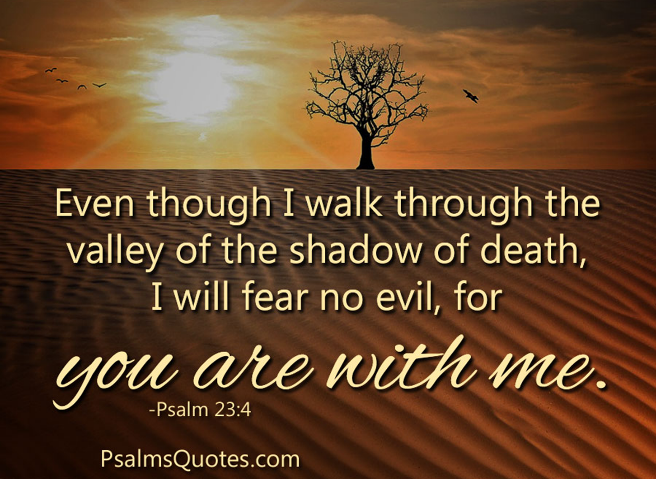 Even though I walk through the
valley of the shadow of death,
I will fear no evil, for
you are with me.
-Psalm 23:4
PsalmsQuotes.com